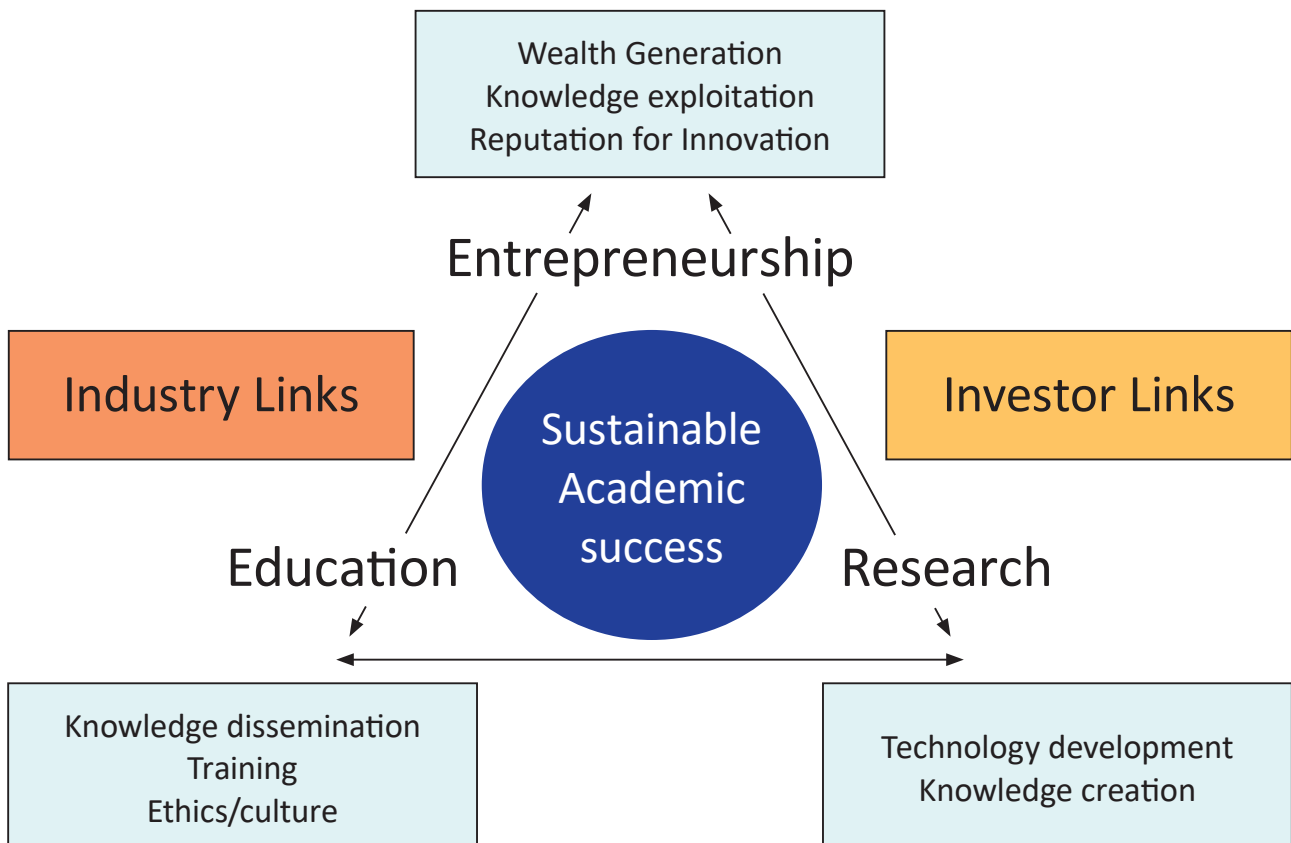 Wealth Generation
Knowledge exploitation
Reputation for Innovation
Entrepreneurship
Industry Links
Investor Links
Sustainable
Academic
success
Education
Research
Knowledge dissemination
Training
Ethics/culture
Technology development
Knowledge creation